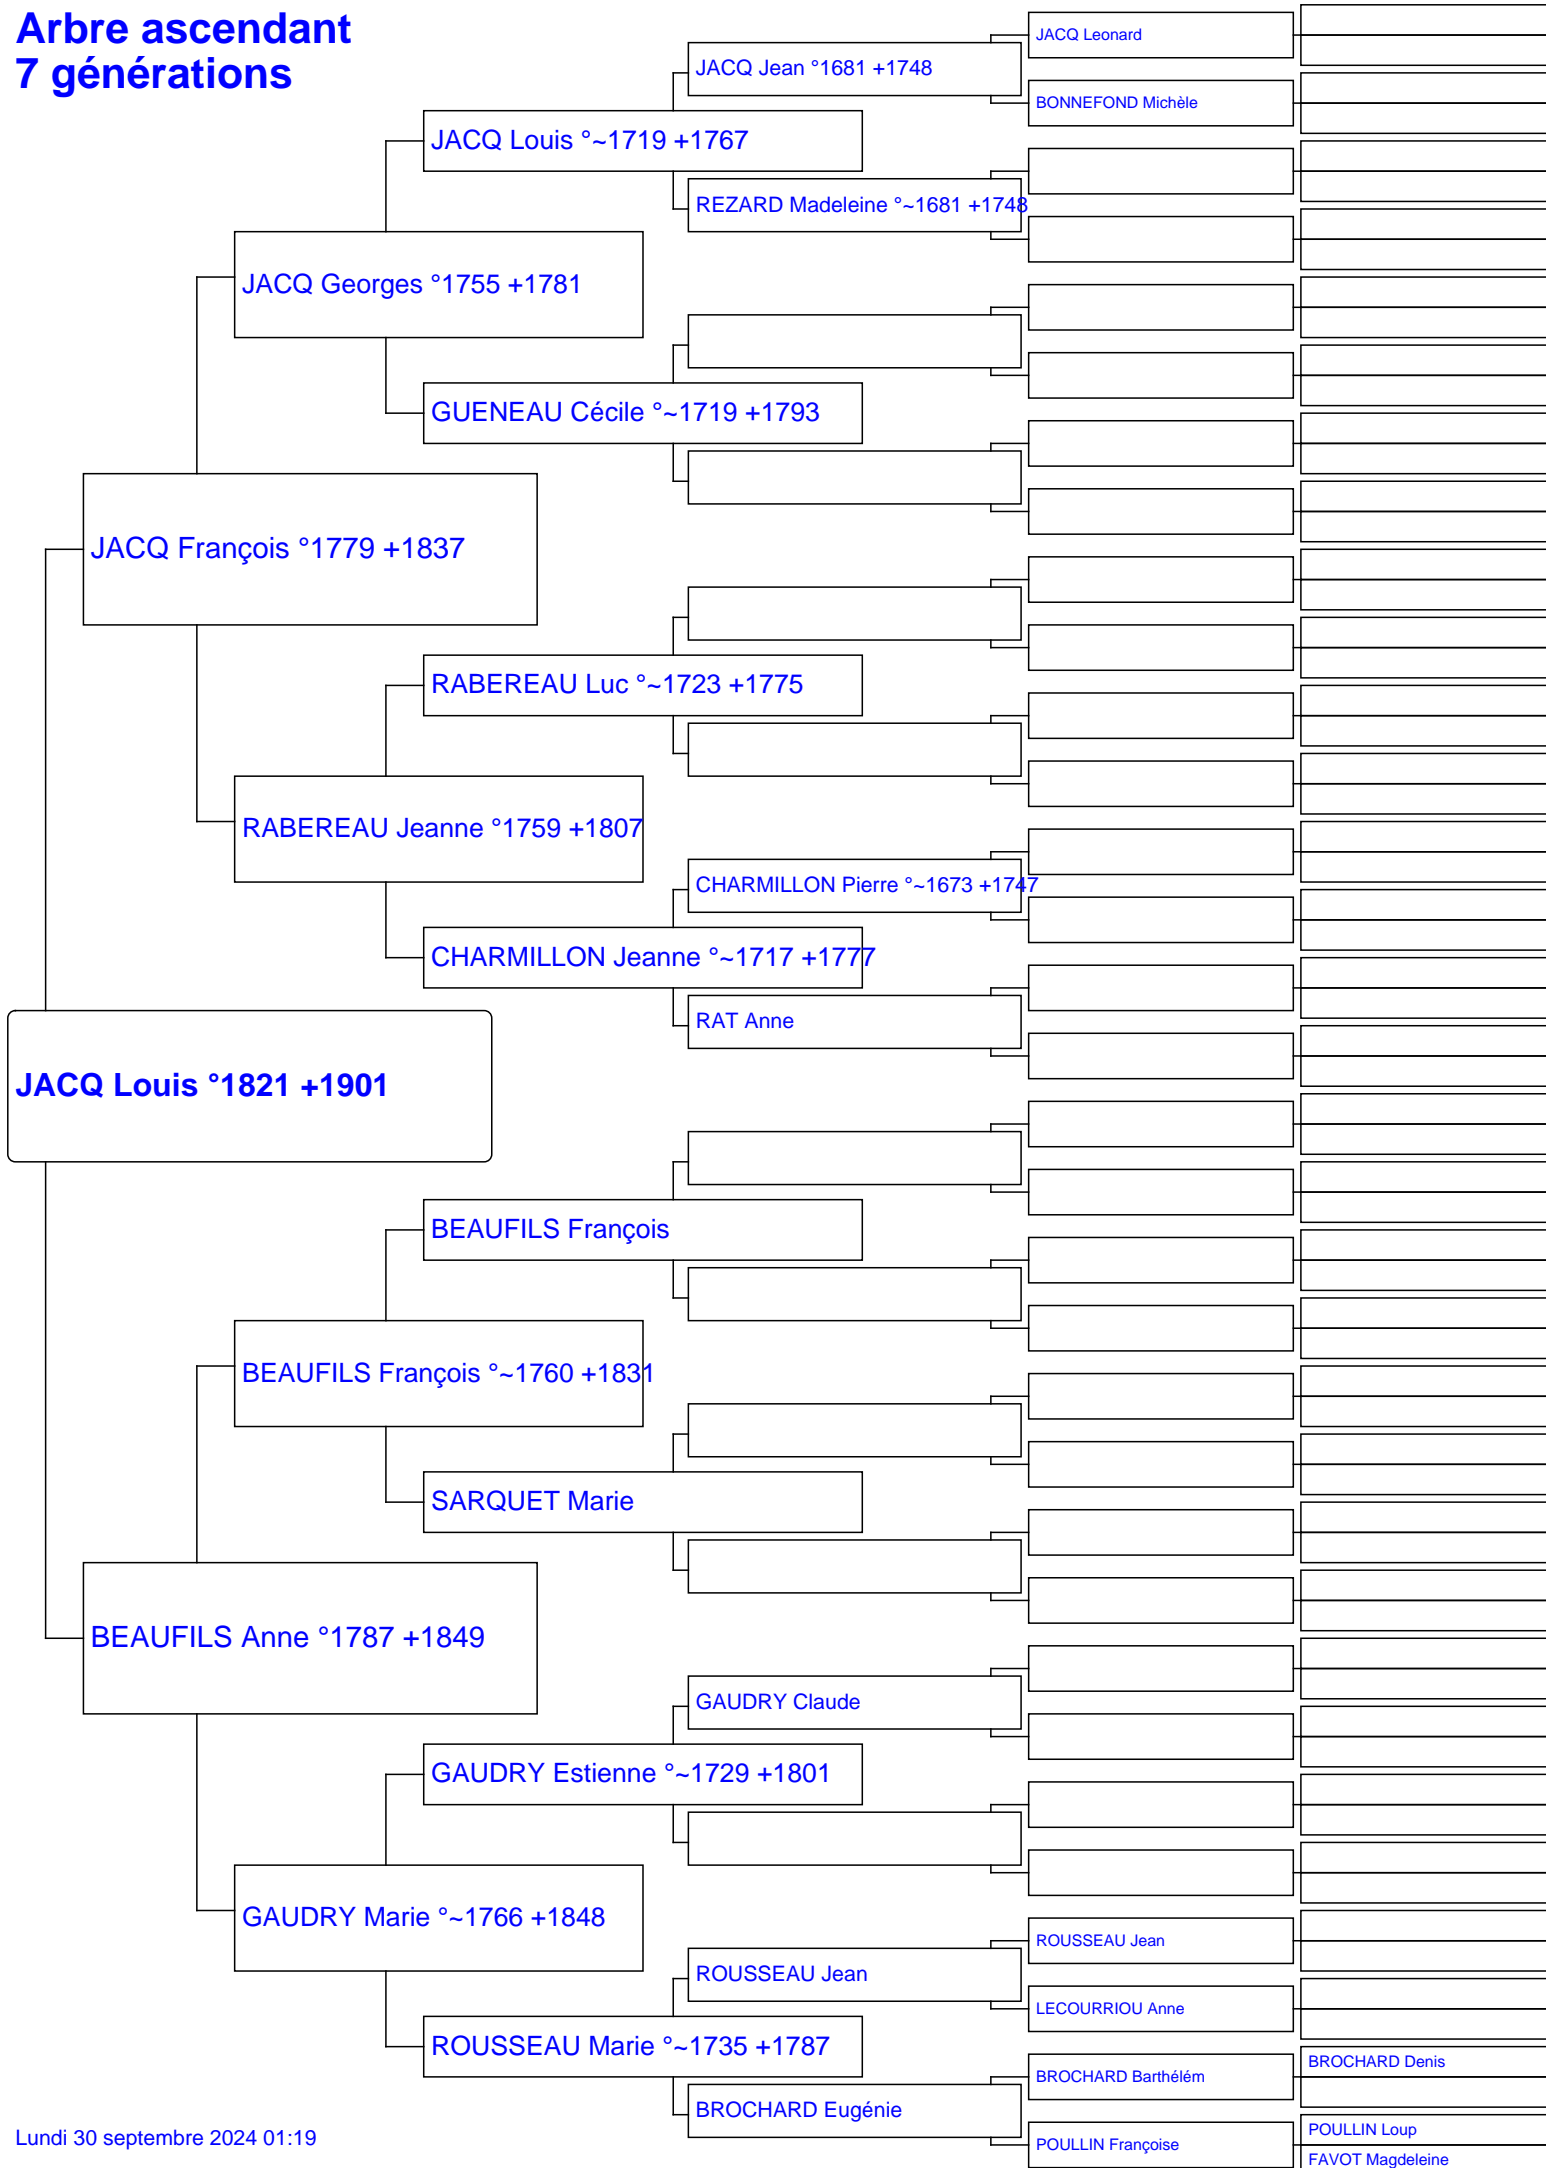 Arbre ascendant
7 générations
JACQ Leonard
JACQ Jean °1681 +1748
BONNEFOND Michèle
JACQ Louis °~1719 +1767
REZARD Madeleine °~1681 +1748
JACQ Georges °1755 +1781
GUENEAU Cécile °~1719 +1793
JACQ François °1779 +1837
RABEREAU Luc °~1723 +1775
RABEREAU Jeanne °1759 +1807
CHARMILLON Pierre °~1673 +1747
CHARMILLON Jeanne °~1717 +1777
RAT Anne
JACQ Louis °1821 +1901
BEAUFILS François
BEAUFILS François °~1760 +1831
SARQUET Marie
BEAUFILS Anne °1787 +1849
GAUDRY Claude
GAUDRY Estienne °~1729 +1801
GAUDRY Marie °~1766 +1848
ROUSSEAU Jean
ROUSSEAU Jean
LECOURRIOU Anne
ROUSSEAU Marie °~1735 +1787
BROCHARD Denis
BROCHARD Barthélém
BROCHARD Eugénie
POULLIN Loup
POULLIN Françoise
FAVOT Magdeleine
Lundi 30 septembre 2024 01:19